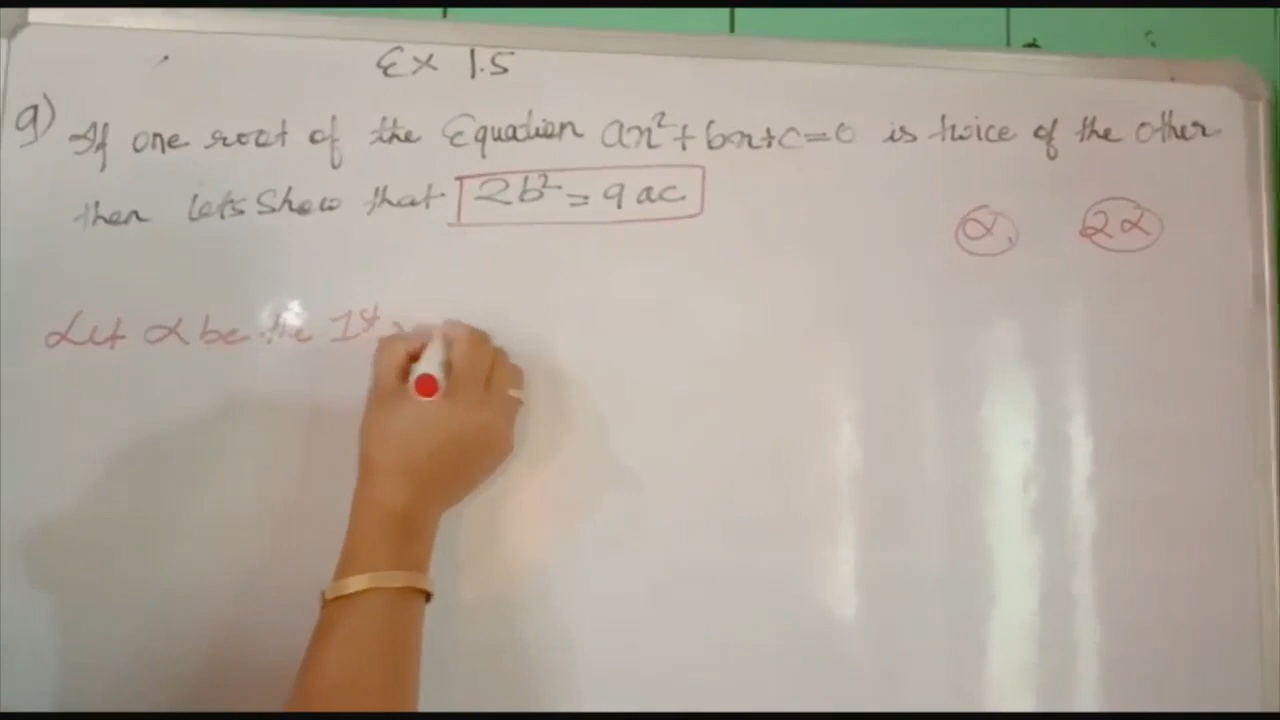 Ex 1.5
9) If one root of the Equation ax²+bx+c=0 is twice of the other
then lets Show that 2b²=9ac
α, 2α
Let α be the 1st